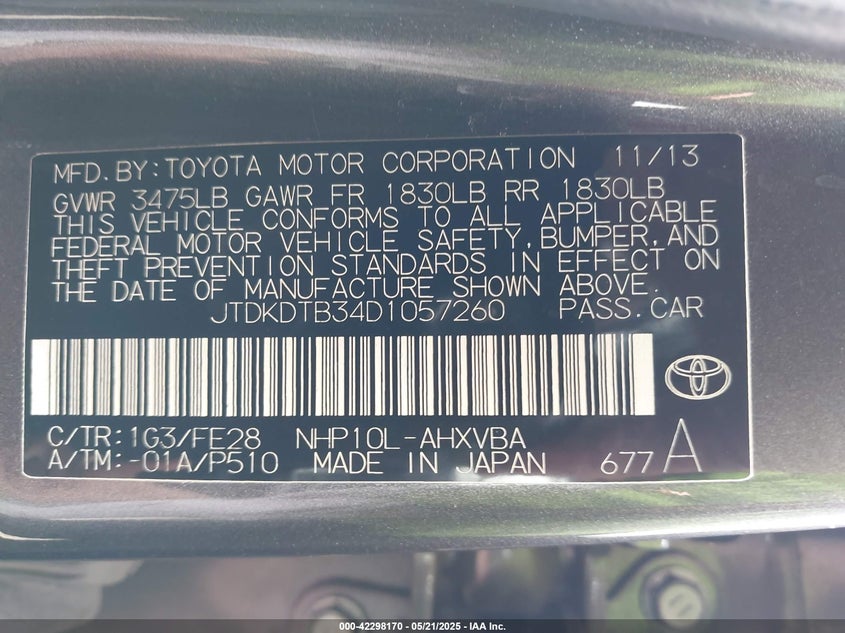 MFD. BY: TOYOTA MOTOR CORPORATION 11/13
GVWR 3475LB GAWR FR 1830LB RR 1830LB
THIS VEHICLE CONFORMS TO ALL APPLICABLE
FEDERAL MOTOR VEHICLE SAFETY, BUMPER, AND
THEFT PREVENTION STANDARDS IN EFFECT ON
THE DATE OF MANUFACTURE SHOWN ABOVE.
JTDKDTB34D1057260 PASS. CAR
C/TR: 1G3/FE28 NHP10L-AHXVBA
A/TM: -01A/P510 MADE IN JAPAN 677 A
000-42298170 - 05/21/2025 - IAA Inc.